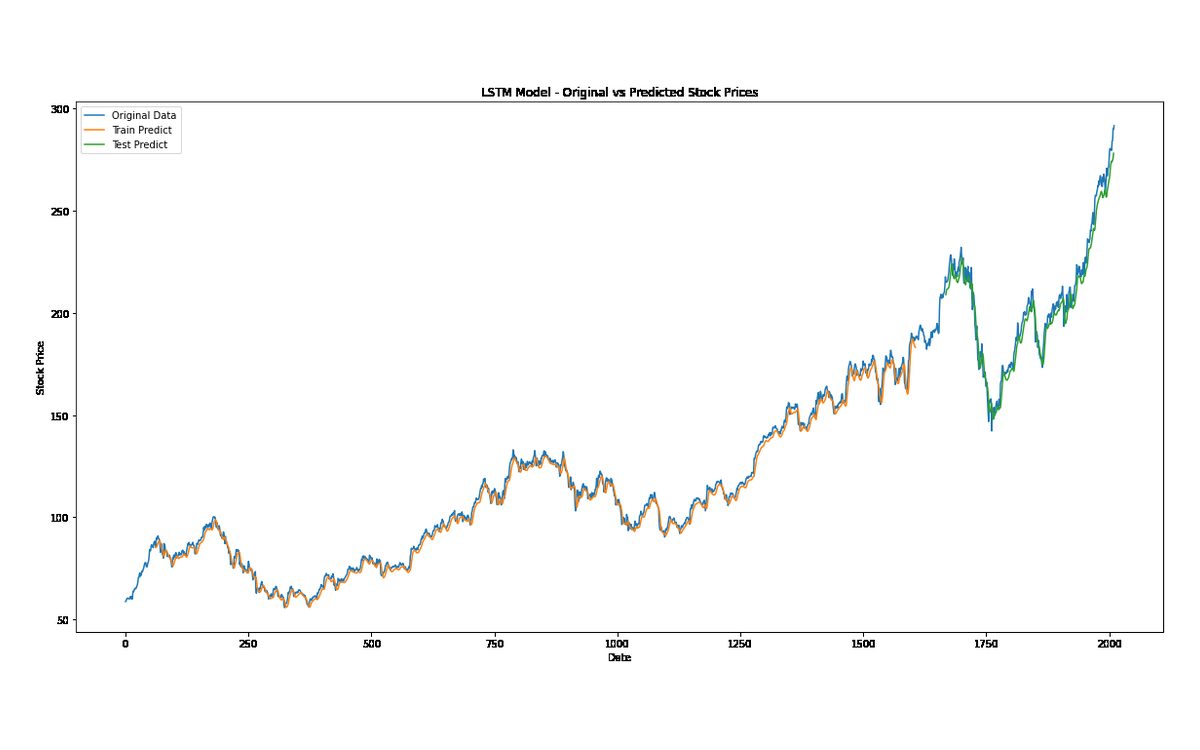 LSTM Model - Original vs Predicted Stock Prices
300
Original Data
Train Predict
Test Predict
250
200
Stock Price
150
100
50
0 250 500 750 1000 1250 1500 1750 2000
Date